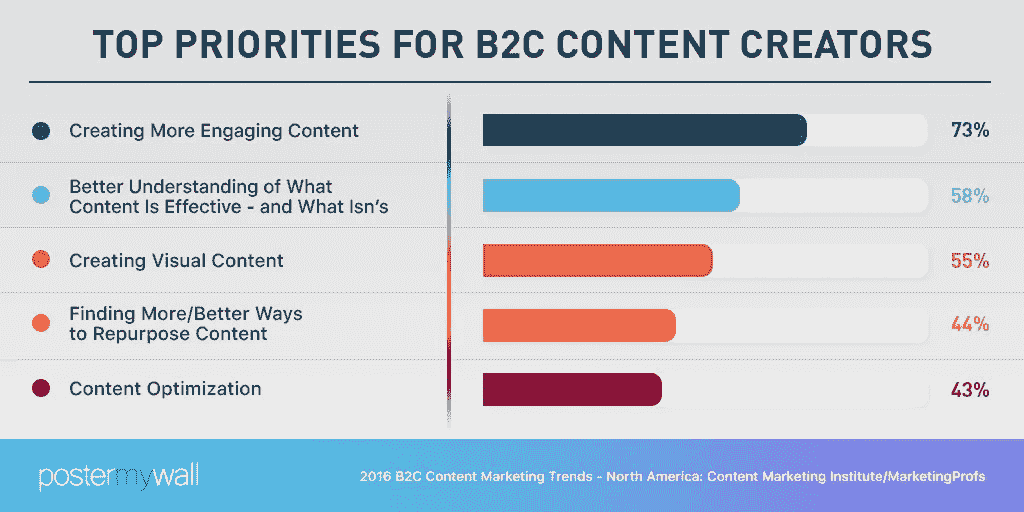 TOP PRIORITIES FOR B2C CONTENT CREATORS
Creating More Engaging Content
73%
Better Understanding of What
Content Is Effective - and What Isn's
58%
Creating Visual Content
55%
Finding More/Better Ways
to Repurpose Content
44%
Content Optimization
43%
postermywall
2016 B2C Content Marketing Trends - North America: Content Marketing Institute/MarketingProfs